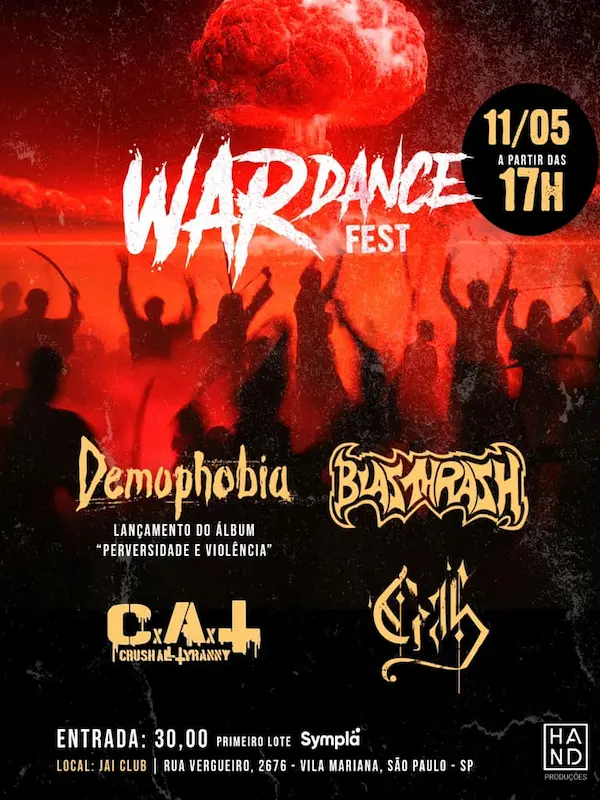 11/05
A PARTIR DAS
17H
WAR DANCE
FEST
Demophobia
LANÇAMENTO DO ÁLBUM
"PERVERSIDADE E VIOLÊNCIA"
BLASTHRASH
CxAxT
CRUSH ALL TYRANNY
ENTRADA: 30,00 PRIMEIRO LOTE Sympla
LOCAL: JAI CLUB | RUA VERGUEIRO, 2676 - VILA MARIANA, SÃO PAULO - SP
HAND
PRODUÇÕES